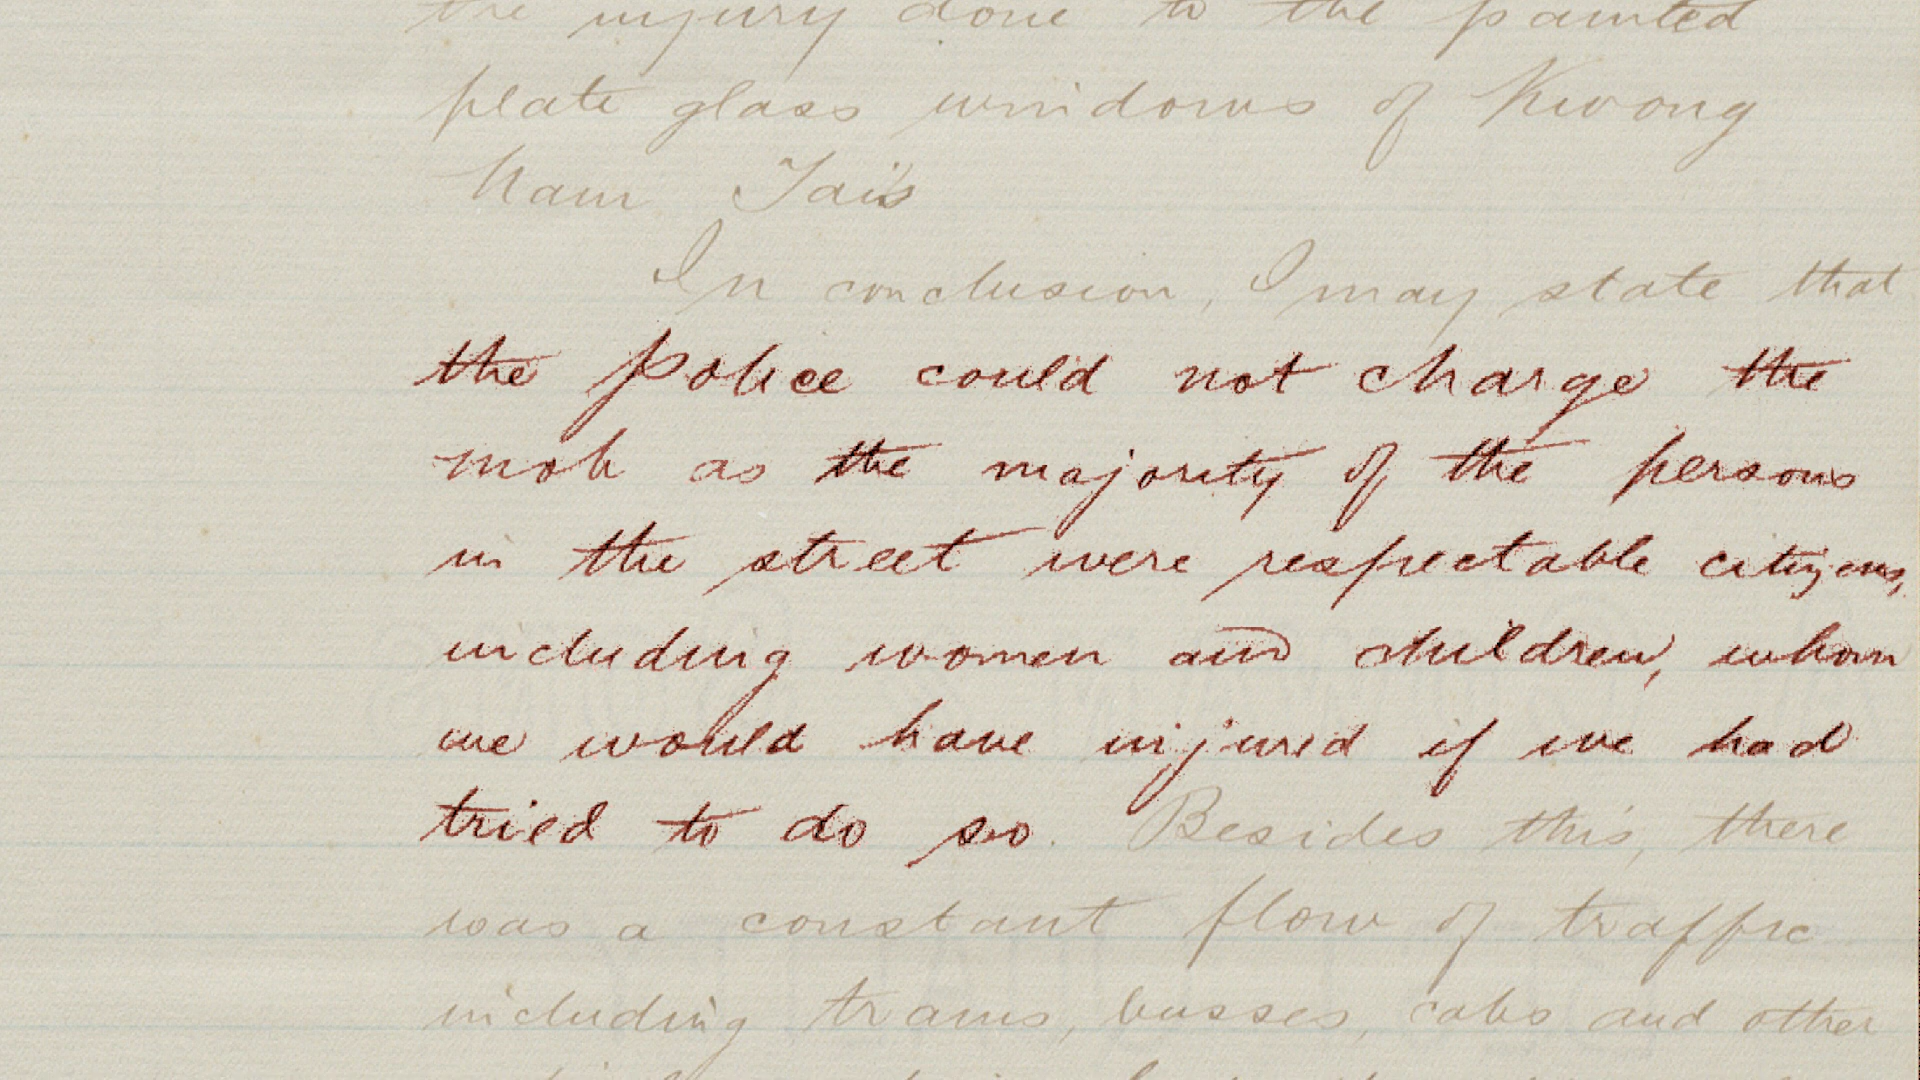 the injury done to the painted
plate glass windows of Kwong
Nam Tai's
In conclusion, I may state that
the police could not charge the
mob as the majority of the persons
in the street were respectable citizens,
including women and children, whom
we would have injured if we had
tried to do so. Besides this, there
was a constant flow of traffic
including trams, busses, cabs and other